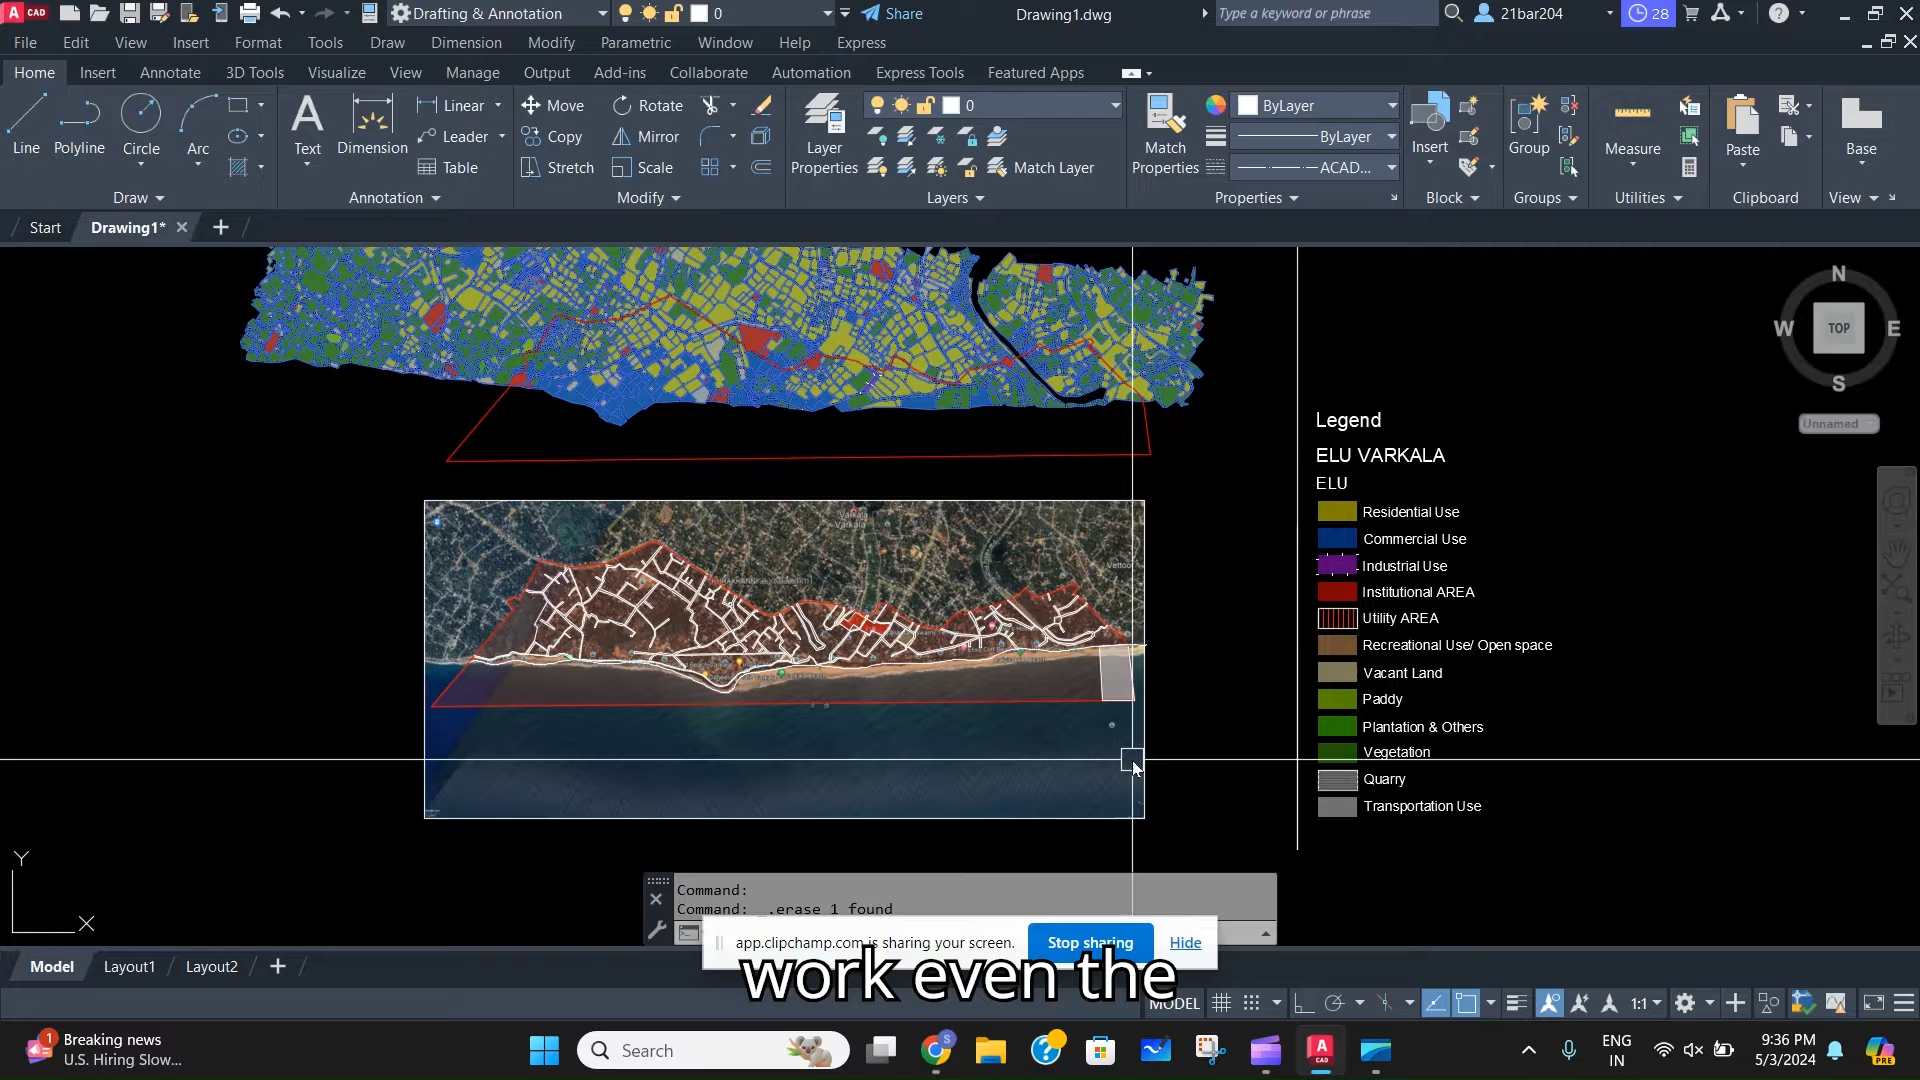 CAD
Drafting & Annotation
0
Share
Drawing1.dwg
Type a keyword or phrase
21bar204
28
File Edit View Insert Format Tools Draw Dimension Modify Parametric Window Help Express
Home Insert Annotate 3D Tools Visualize View Manage Output Add-ins Collaborate Automation Express Tools Featured Apps
Line
Polyline
Circle
Arc
Draw
Text
Dimension
Linear
Leader
Table
Annotation
Move
Rotate
Copy
Mirror
Stretch
Scale
Modify
Layer
Properties
0
Match Layer
Layers
Match
Properties
ByLayer
ByLayer
ACAD...
Properties
Insert
Block
Group
Groups
Measure
Utilities
Paste
Clipboard
Base
View
Start
Drawing1*
N
W
TOP
E
S
Unnamed
Legend
ELU VARKALA
ELU
Residential Use
Commercial Use
Industrial Use
Institutional AREA
Utility AREA
Recreational Use/ Open space
Vacant Land
Paddy
Plantation & Others
Vegetation
Quarry
Transportation Use
Varkala
Vettoor
Y
X
Command:
Command: _.erase 1 found
app.clipchamp.com is sharing your screen.
Stop sharing
Hide
work even the
Model
Layout1
Layout2
MODEL
1:1
Breaking news
U.S. Hiring Slow...
1
Search
ENG
IN
9:36 PM
5/3/2024
PRE